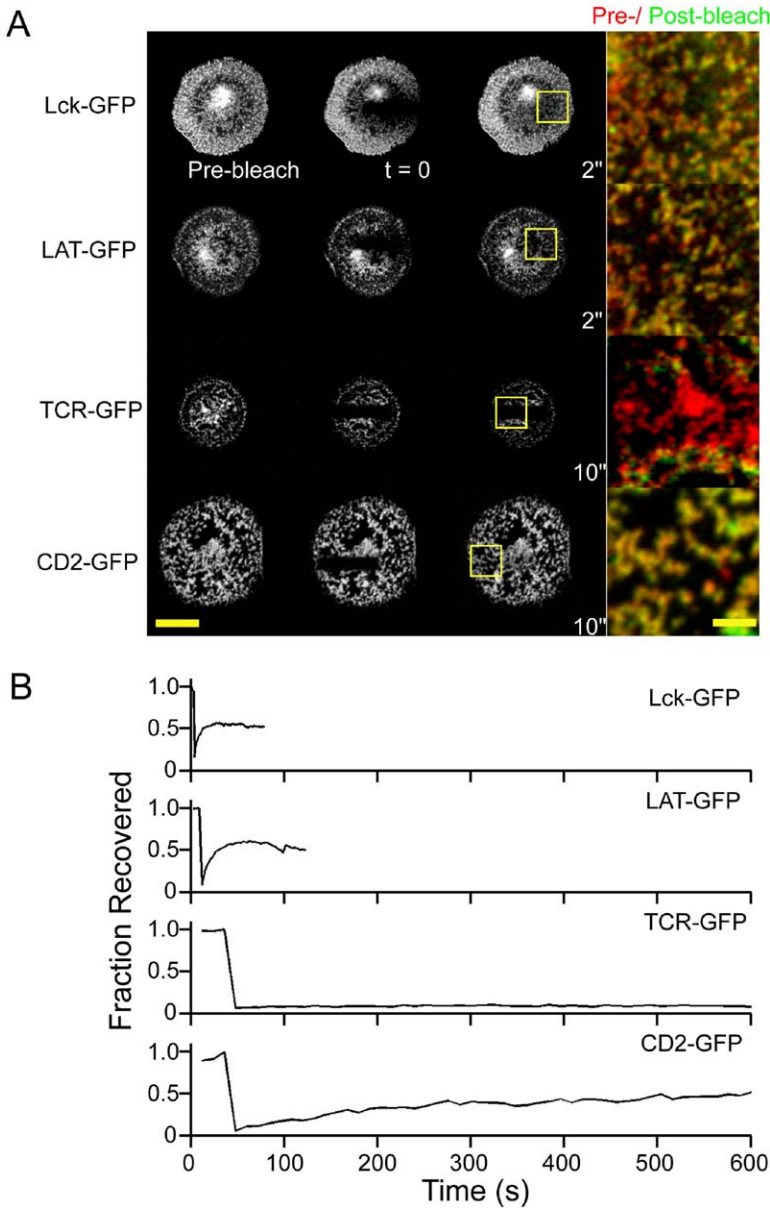 A
Pre-/ Post-bleach
Lck-GFP
Pre-bleach
t = 0
2"
LAT-GFP
2"
TCR-GFP
10"
CD2-GFP
10"
B
Fraction Recovered
1.0
0.5
0
Lck-GFP
1.0
0.5
0
LAT-GFP
1.0
0.5
0
TCR-GFP
1.0
0.5
0
CD2-GFP
0 100 200 300 400 500 600
Time (s)